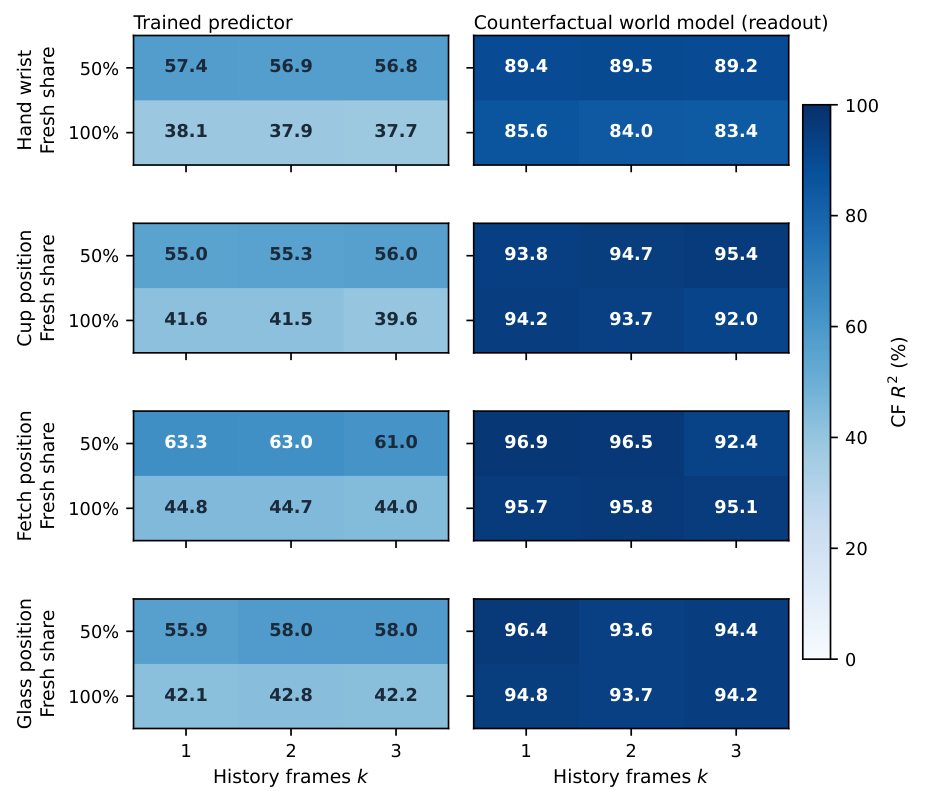 Trained predictor
Counterfactual world model (readout)
Hand wrist
Fresh share
50%
57.4 56.9 56.8
89.4 89.5 89.2
100%
38.1 37.9 37.7
85.6 84.0 83.4
Cup position
Fresh share
50%
55.0 55.3 56.0
93.8 94.7 95.4
100%
41.6 41.5 39.6
94.2 93.7 92.0
Fetch position
Fresh share
50%
63.3 63.0 61.0
96.9 96.5 92.4
100%
44.8 44.7 44.0
95.7 95.8 95.1
Glass position
Fresh share
50%
55.9 58.0 58.0
96.4 93.6 94.4
100%
42.1 42.8 42.2
94.8 93.7 94.2
1 2 3
1 2 3
History frames k
History frames k
100
80
60
40
20
0
CF R² (%)